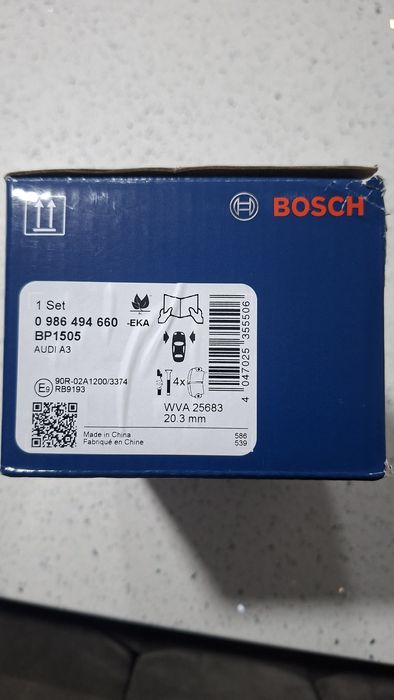 BOSCH
1 Set
0 986 494 660 -EKA
BP1505
AUDI A3
4x
E9 90R-02A1200/3374
RB9193
WVA 25683
20.3 mm
4 047025 355506
Made in China 586
Fabriqué en Chine 539